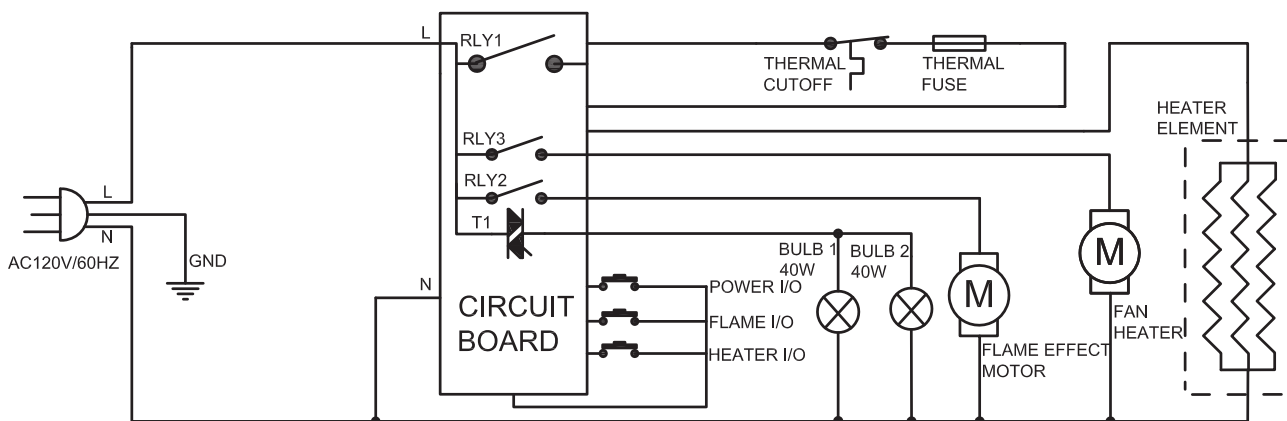 L
RLY1
THERMAL
CUTOFF
THERMAL
FUSE
HEATER
ELEMENT
RLY3
RLY2
T1
L
N
AC120V/60HZ
GND
N
CIRCUIT
BOARD
POWER I/O
FLAME I/O
HEATER I/O
BULB 1
40W
BULB 2
40W
M
FLAME EFFECT
MOTOR
M
FAN
HEATER